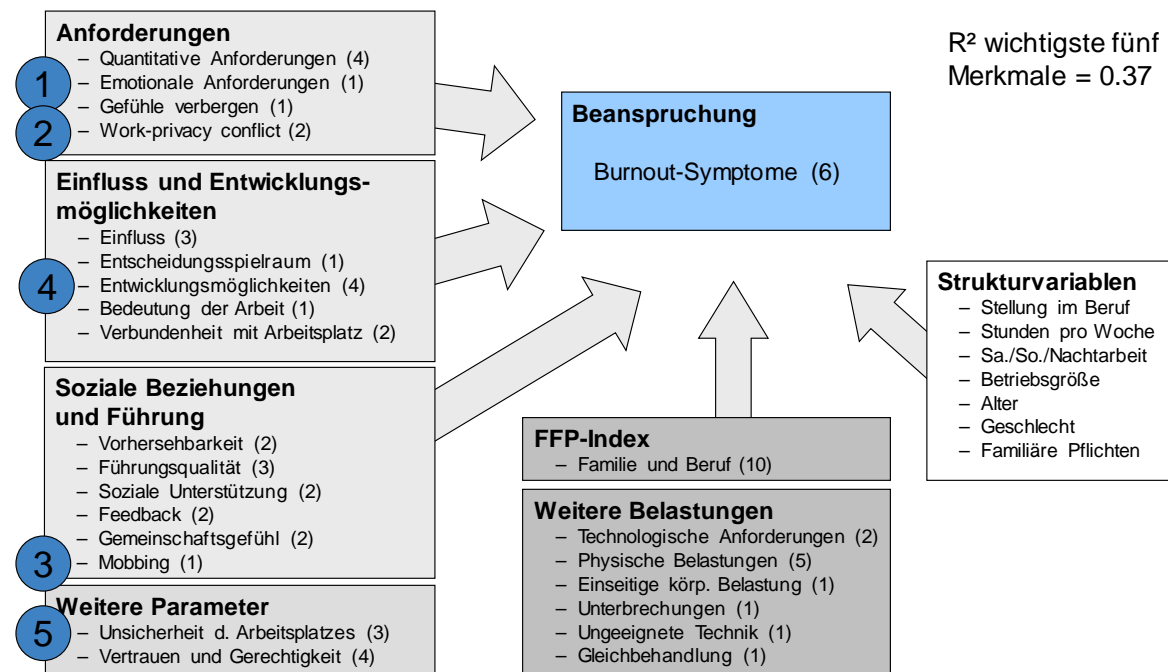 Anforderungen
– Quantitative Anforderungen (4)
1
– Emotionale Anforderungen (1)
– Gefühle verbergen (1)
2
– Work-privacy conflict (2)
Einfluss und Entwicklungs-
möglichkeiten
– Einfluss (3)
– Entscheidungsspielraum (1)
4
– Entwicklungsmöglichkeiten (4)
– Bedeutung der Arbeit (1)
– Verbundenheit mit Arbeitsplatz (2)
Soziale Beziehungen
und Führung
– Vorhersehbarkeit (2)
– Führungsqualität (3)
– Soziale Unterstützung (2)
– Feedback (2)
– Gemeinschaftsgefühl (2)
3
– Mobbing (1)
Weitere Parameter
5
– Unsicherheit d. Arbeitsplatzes (3)
– Vertrauen und Gerechtigkeit (4)
Beanspruchung
Burnout-Symptome (6)
R² wichtigste fünf
Merkmale = 0.37
FFP-Index
– Familie und Beruf (10)
Weitere Belastungen
– Technologische Anforderungen (2)
– Physische Belastungen (5)
– Einseitige körp. Belastung (1)
– Unterbrechungen (1)
– Ungeeignete Technik (1)
– Gleichbehandlung (1)
Strukturvariablen
– Stellung im Beruf
– Stunden pro Woche
– Sa./So./Nachtarbeit
– Betriebsgröße
– Alter
– Geschlecht
– Familiäre Pflichten